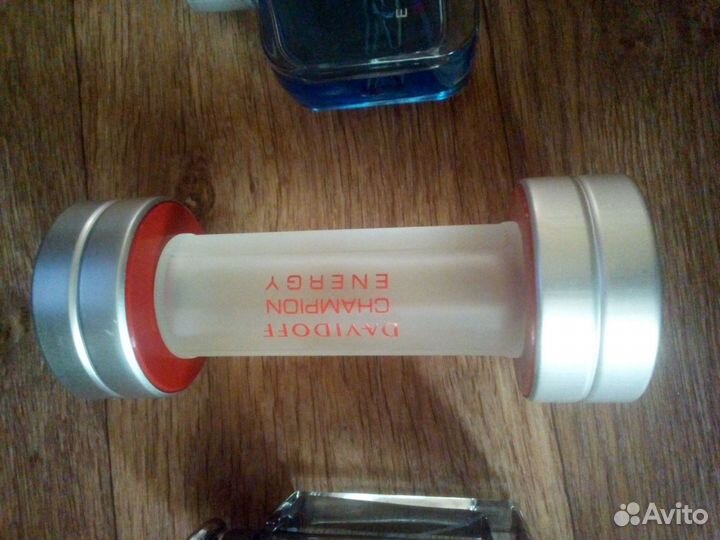 DAVIDOFF
CHAMPION
ENERGY
E
Avito